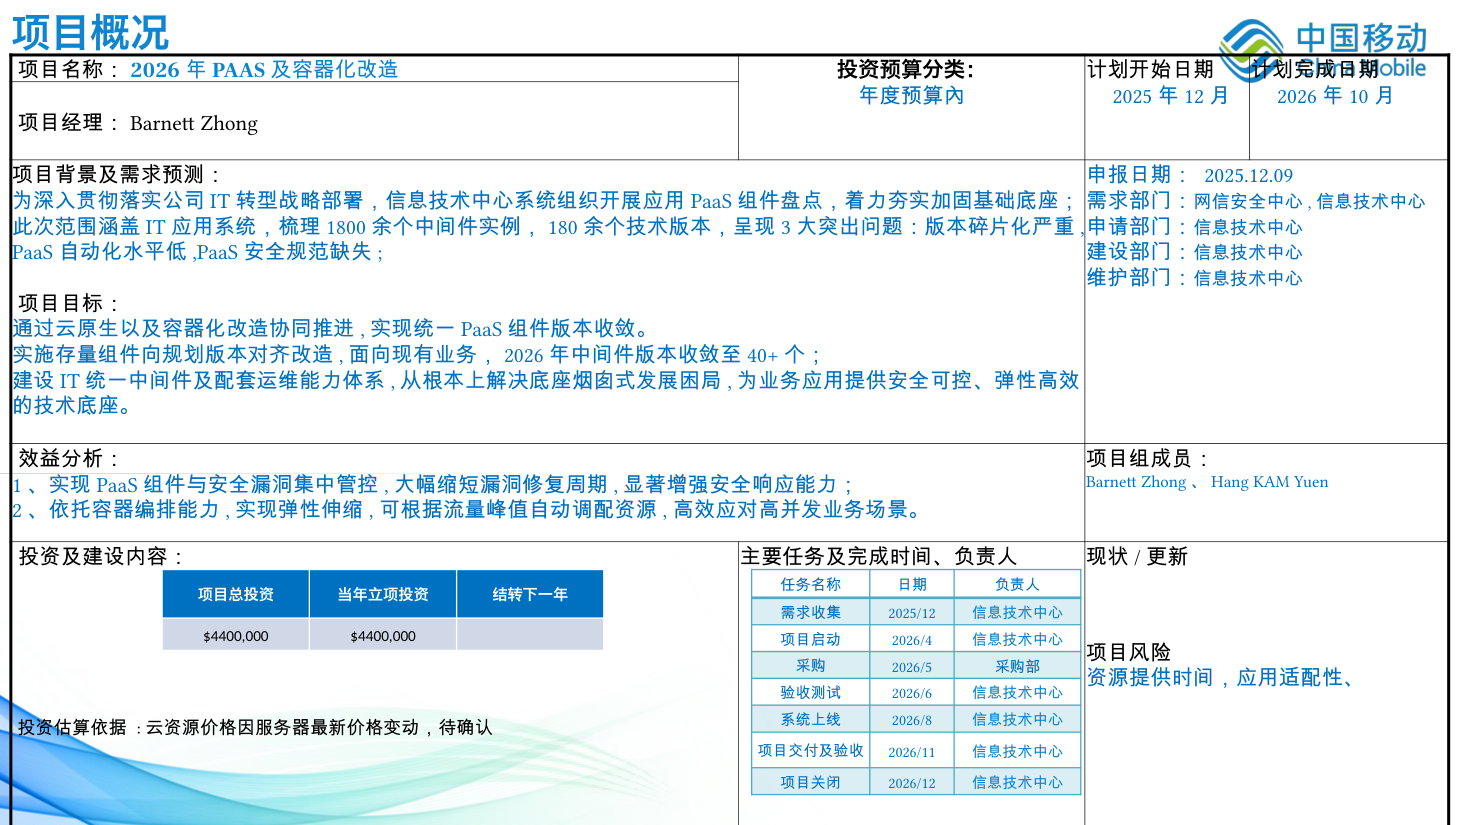 项目概况
中国移动
China Mobile
项目名称： 2026 年 PAAS 及容器化改造
项目经理： Barnett Zhong
投资预算分类：
年度预算內
计划开始日期
2025 年 12 月
计划完成日期
2026 年 10 月
项目背景及需求预测：
为深入贯彻落实公司 IT 转型战略部署，信息技术中心系统组织开展应用 PaaS 组件盘点，着力夯实加固基础底座；
此次范围涵盖 IT 应用系统，梳理 1800 余个中间件实例， 180 余个技术版本，呈现 3 大突出问题：版本碎片化严重 ,
PaaS 自动化水平低 ,PaaS 安全规范缺失；
项目目标：
通过云原生以及容器化改造协同推进 , 实现统一 PaaS 组件版本收敛。
实施存量组件向规划版本对齐改造 , 面向现有业务， 2026 年中间件版本收敛至 40+ 个；
建设 IT 统一中间件及配套运维能力体系 , 从根本上解决底座烟囱式发展困局 , 为业务应用提供安全可控、弹性高效
的技术底座。
申报日期： 2025.12.09
需求部门：网信安全中心 , 信息技术中心
申请部门：信息技术中心
建设部门：信息技术中心
维护部门：信息技术中心
效益分析：
1 、实现 PaaS 组件与安全漏洞集中管控 , 大幅缩短漏洞修复周期 , 显著增强安全响应能力；
2 、依托容器编排能力 , 实现弹性伸缩 , 可根据流量峰值自动调配资源 , 高效应对高并发业务场景。
项目组成员：
Barnett Zhong 、 Hang KAM Yuen
投资及建设内容：
项目总投资 当年立项投资 结转下一年
$4400,000 $4400,000
投资估算依据 ：云资源价格因服务器最新价格变动，待确认
主要任务及完成时间、负责人
任务名称 日期 负责人
需求收集 2025/12 信息技术中心
项目启动 2026/4 信息技术中心
采购 2026/5 采购部
验收测试 2026/6 信息技术中心
系统上线 2026/8 信息技术中心
项目交付及验收 2026/11 信息技术中心
项目关闭 2026/12 信息技术中心
现状 / 更新
项目风险
资源提供时间，应用适配性、